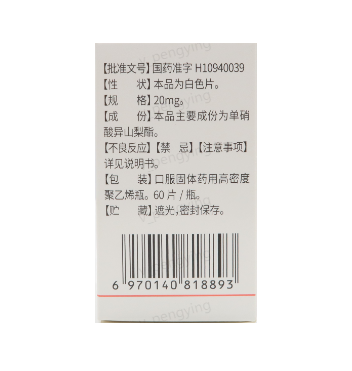 【批准文号】国药准字 H10940039
【性 状】本品为白色片。
【规 格】20mg。
【成 份】本品主要成份为单硝
酸异山梨酯。
【不良反应】【禁 忌】【注意事项】
详见说明书。
【包 装】口服固体药用高密度
聚乙烯瓶。60 片 / 瓶。
【贮 藏】遮光,密封保存。
6 970140 818893
pengying
pengying
pengying